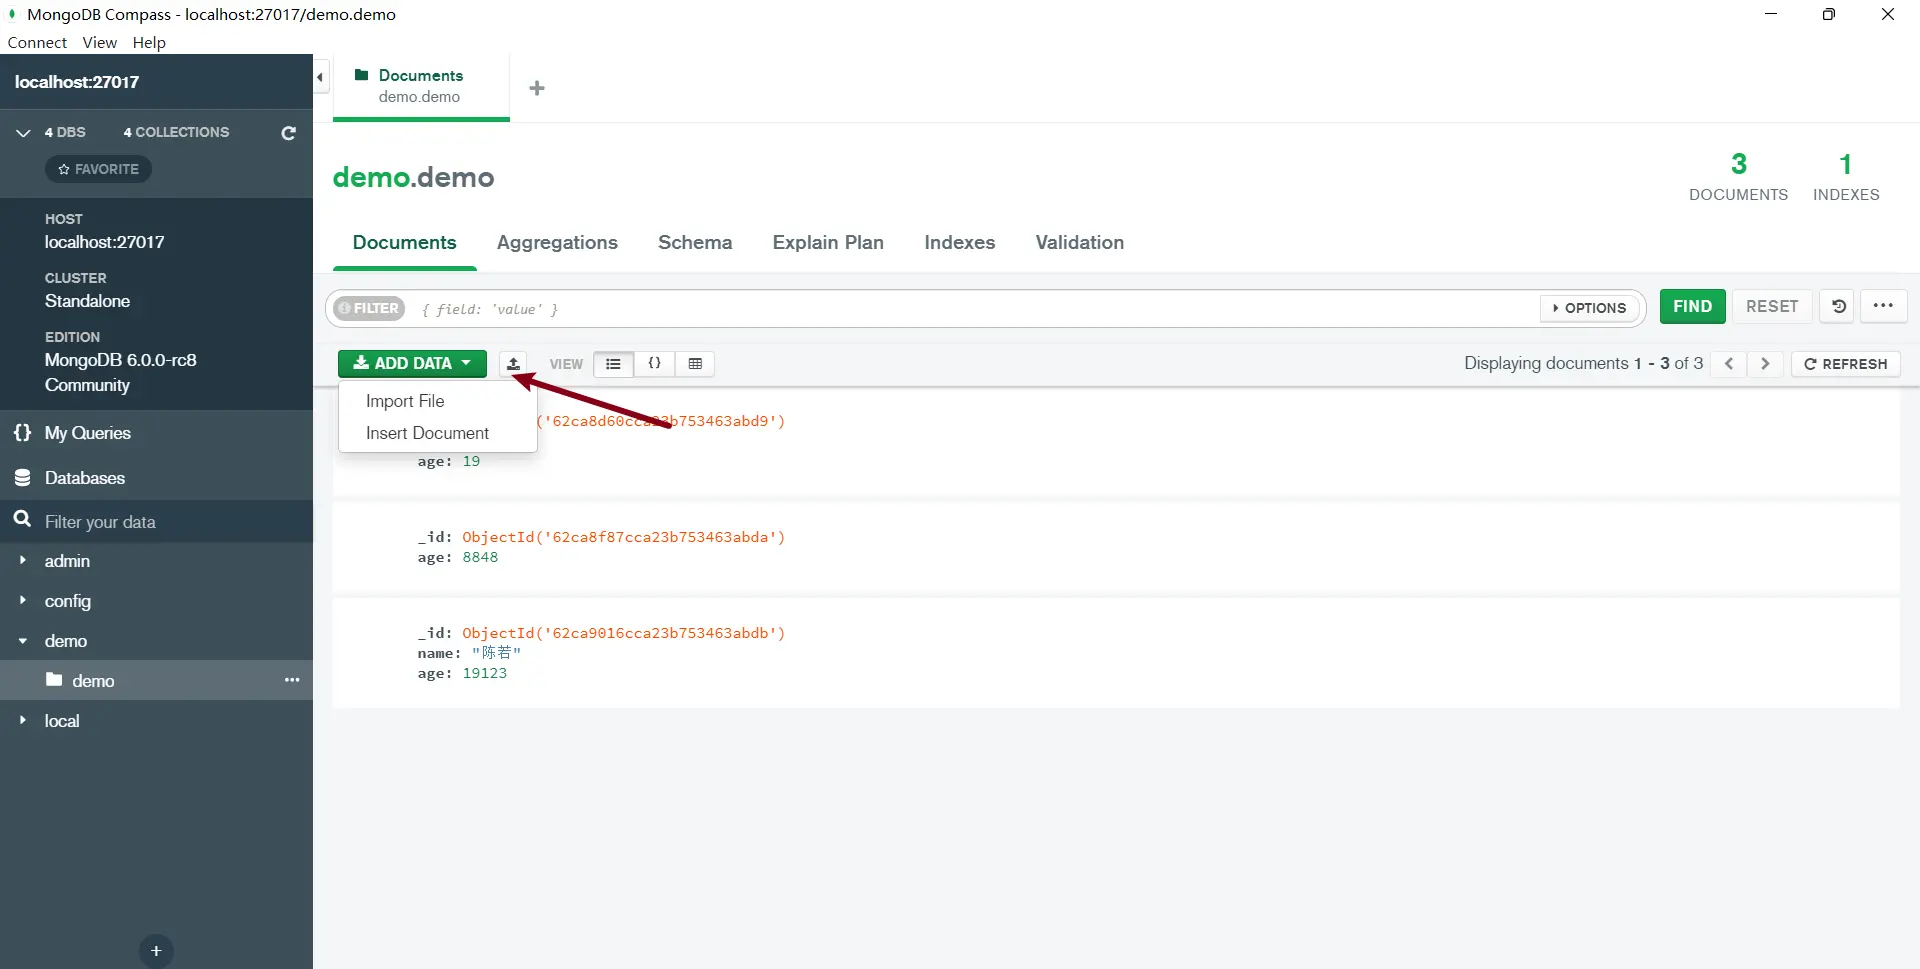 MongoDB Compass - localhost:27017/demo.demo
Connect View Help
localhost:27017
4 DBS 4 COLLECTIONS
FAVORITE
HOST
localhost:27017
CLUSTER
Standalone
EDITION
MongoDB 6.0.0-rc8
Community
{} My Queries
Databases
Filter your data
admin
config
demo
demo ...
local
+
Documents
demo.demo
+
demo.demo
3
DOCUMENTS
1
INDEXES
Documents Aggregations Schema Explain Plan Indexes Validation
FILTER { field: 'value' } OPTIONS FIND RESET ...
ADD DATA VIEW {} Displaying documents 1 - 3 of 3 REFRESH
Import File
Insert Document
('62ca8d60cca23b753463abd9')
age: 19
_id: ObjectId('62ca8f87cca23b753463abda')
age: 8848
_id: ObjectId('62ca9016cca23b753463abdb')
name: "陈若"
age: 19123